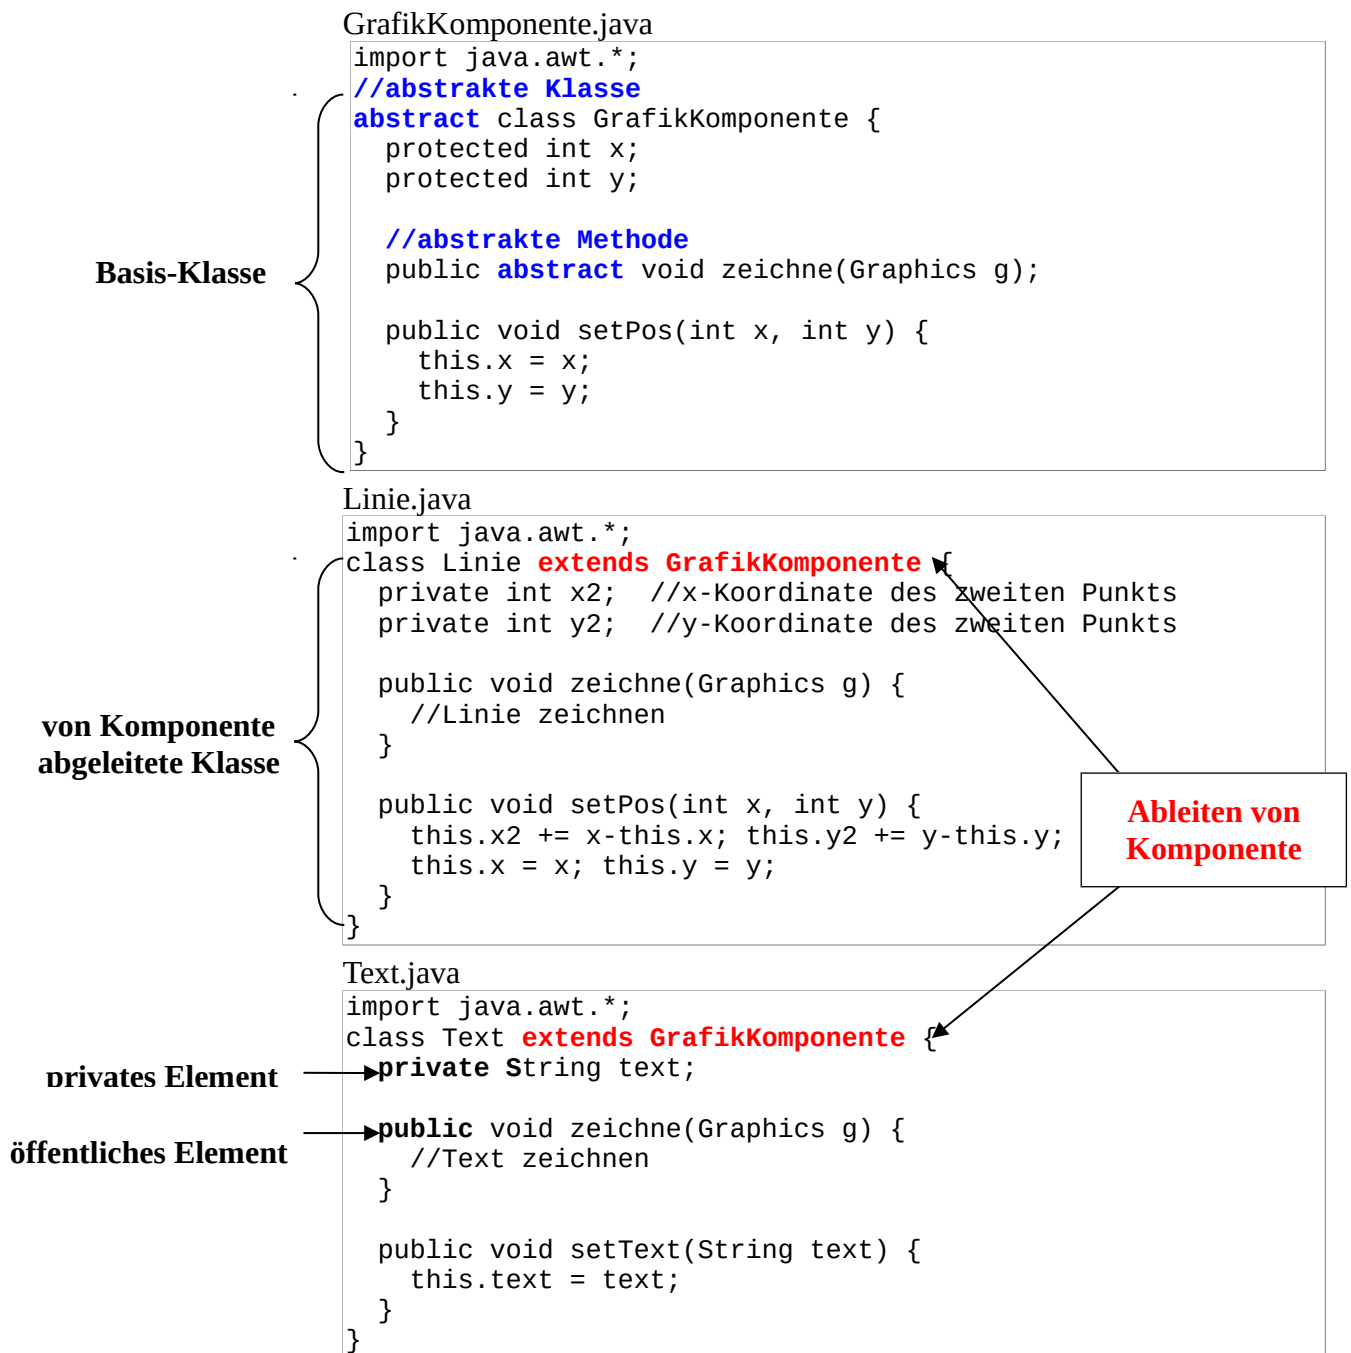 GrafikKomponente.java
import java.awt.*;
//abstrakte Klasse
abstract class GrafikKomponente {
  protected int x;
  protected int y;
  //abstrakte Methode
  public abstract void zeichne(Graphics g);
  public void setPos(int x, int y) {
    this.x = x;
    this.y = y;
  }
}
Basis-Klasse
Linie.java
import java.awt.*;
class Linie extends GrafikKomponente {
  private int x2;  //x-Koordinate des zweiten Punkts
  private int y2;  //y-Koordinate des zweiten Punkts
  public void zeichne(Graphics g) {
    //Linie zeichnen
  }
  public void setPos(int x, int y) {
    this.x2 += x-this.x; this.y2 += y-this.y;
    this.x = x; this.y = y;
  }
}
von Komponente
abgeleitete Klasse
Ableiten von
Komponente
Text.java
import java.awt.*;
class Text extends GrafikKomponente {
  private String text;
  public void zeichne(Graphics g) {
    //Text zeichnen
  }
  public void setText(String text) {
    this.text = text;
  }
}
privates Element
öffentliches Element